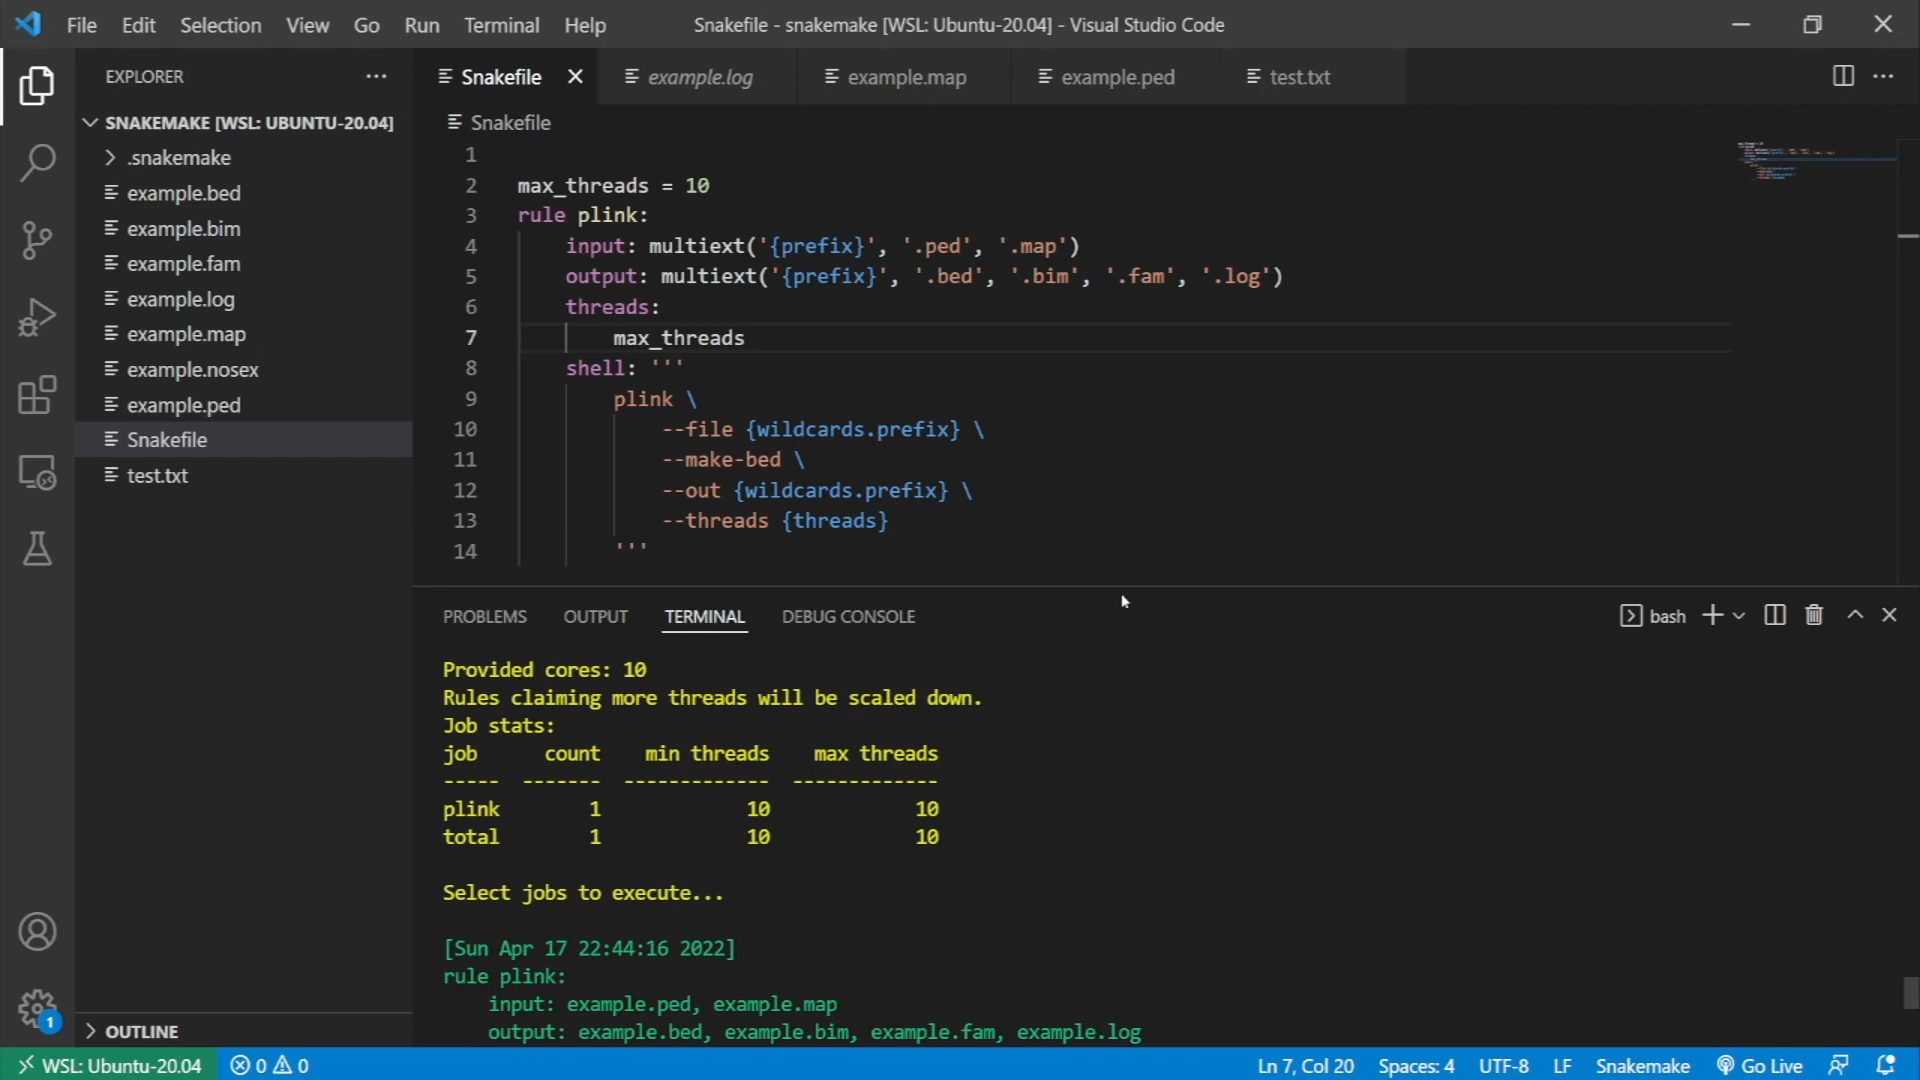 File Edit Selection View Go Run Terminal Help Snakefile - snakemake [WSL: Ubuntu-20.04] - Visual Studio Code
EXPLORER
Snakefile example.log example.map example.ped test.txt
SNAKEMAKE [WSL: UBUNTU-20.04]
.snakemake
example.bed
example.bim
example.fam
example.log
example.map
example.nosex
example.ped
Snakefile
test.txt
OUTLINE
Snakefile
1
2 max_threads = 10
3 rule plink:
4 input: multiext('{prefix}', '.ped', '.map')
5 output: multiext('{prefix}', '.bed', '.bim', '.fam', '.log')
6 threads:
7 max_threads
8 shell: '''
9 plink \
10 --file {wildcards.prefix} \
11 --make-bed \
12 --out {wildcards.prefix} \
13 --threads {threads}
14 '''
PROBLEMS OUTPUT TERMINAL DEBUG CONSOLE bash
Provided cores: 10
Rules claiming more threads will be scaled down.
Job stats:
job count min threads max threads
----- ------- ------------- -------------
plink 1 10 10
total 1 10 10
Select jobs to execute...
[Sun Apr 17 22:44:16 2022]
rule plink:
input: example.ped, example.map
output: example.bed, example.bim, example.fam, example.log
1
WSL: Ubuntu-20.04 0 0 Ln 7, Col 20 Spaces: 4 UTF-8 LF Snakemake Go Live